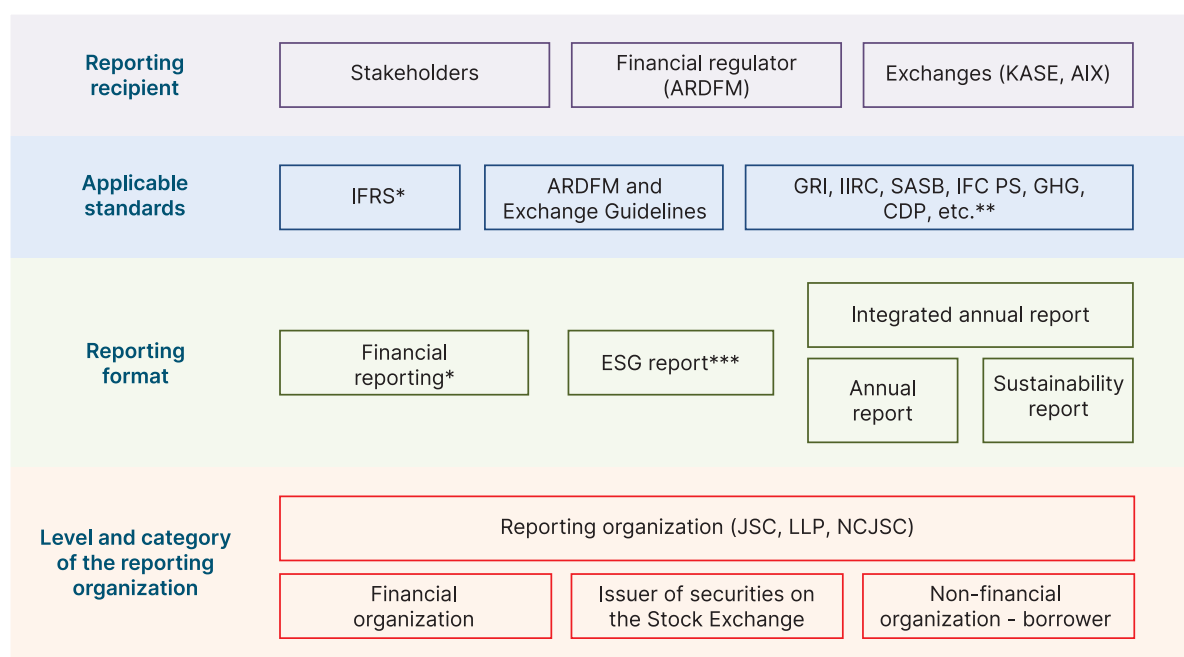 Reporting
recipient
Stakeholders
Financial regulator
(ARDFM)
Exchanges (KASE, AIX)
Applicable
standards
IFRS*
ARDFM and
Exchange Guidelines
GRI, IIRC, SASB, IFC PS, GHG,
CDP, etc.**
Reporting
format
Financial
reporting*
ESG report***
Integrated annual report
Annual
report
Sustainability
report
Level and category
of the reporting
organization
Reporting organization (JSC, LLP, NCJSC)
Financial
organization
Issuer of securities on
the Stock Exchange
Non-financial
organization - borrower